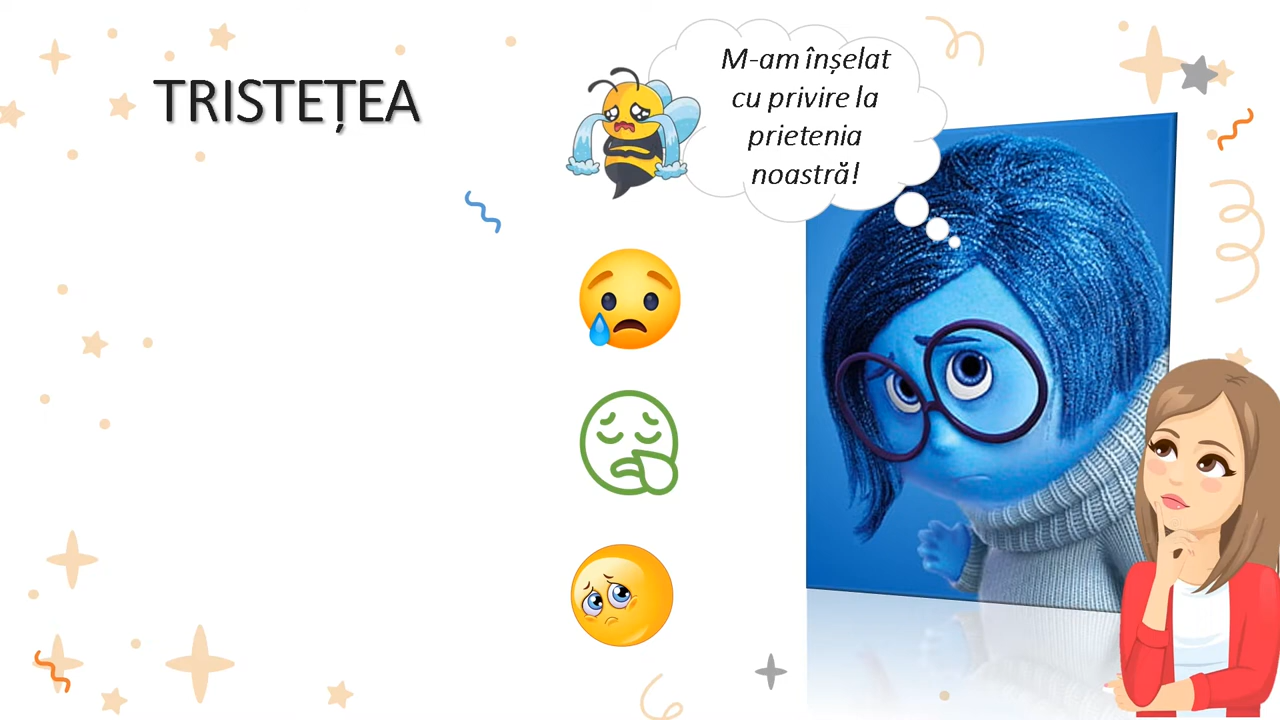 TRISTEȚEA
M-am înșelat
cu privire la
prietenia
noastră!